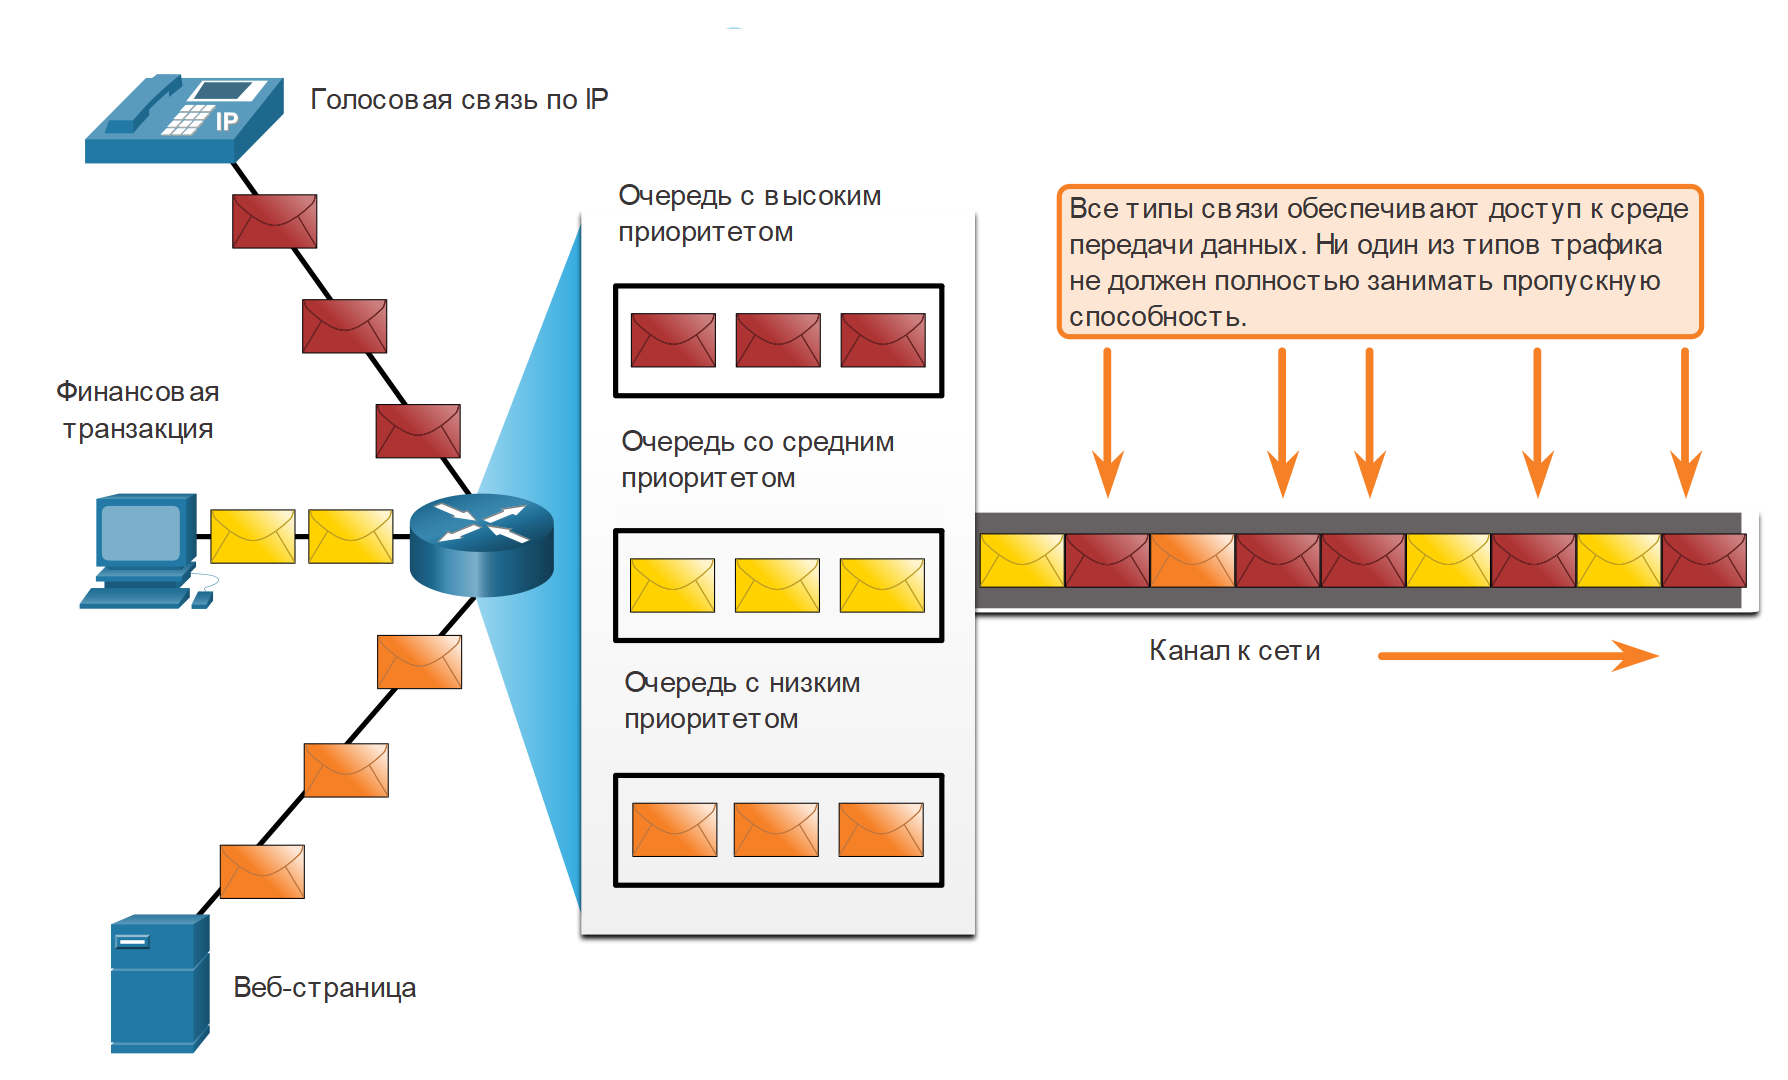 Голосовая связь по IP
IP
Финансовая
транзакция
Веб-страница
Очередь с высоким
приоритетом
Очередь со средним
приоритетом
Очередь с низким
приоритетом
Все типы связи обеспечивают доступ к среде
передачи данных. Ни один из типов трафика
не должен полностью занимать пропускную
способность.
Канал к сети